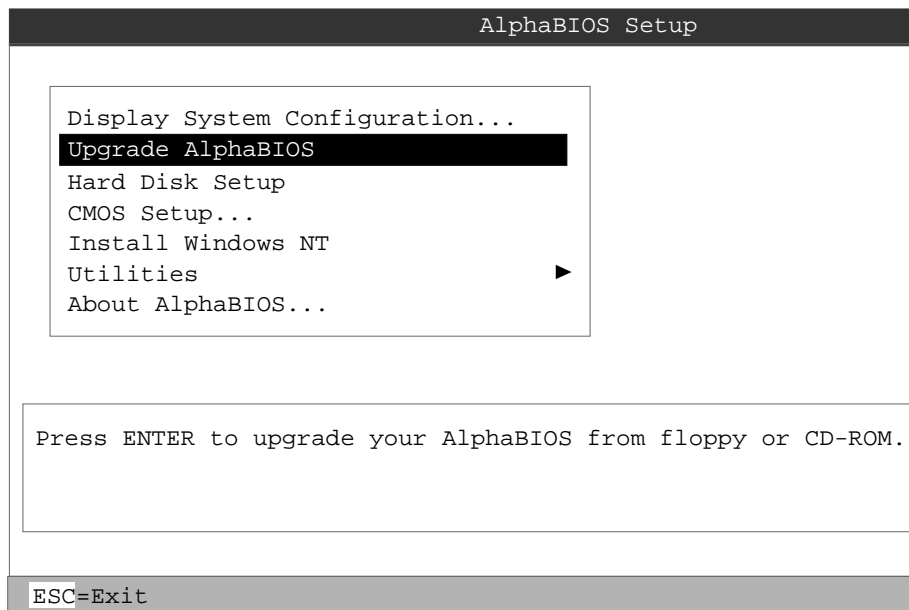 AlphaBIOS Setup
Display System Configuration...
Upgrade AlphaBIOS
Hard Disk Setup
CMOS Setup...
Install Windows NT
Utilities
About AlphaBIOS...
Press ENTER to upgrade your AlphaBIOS from floppy or CD-ROM.
ESC=Exit